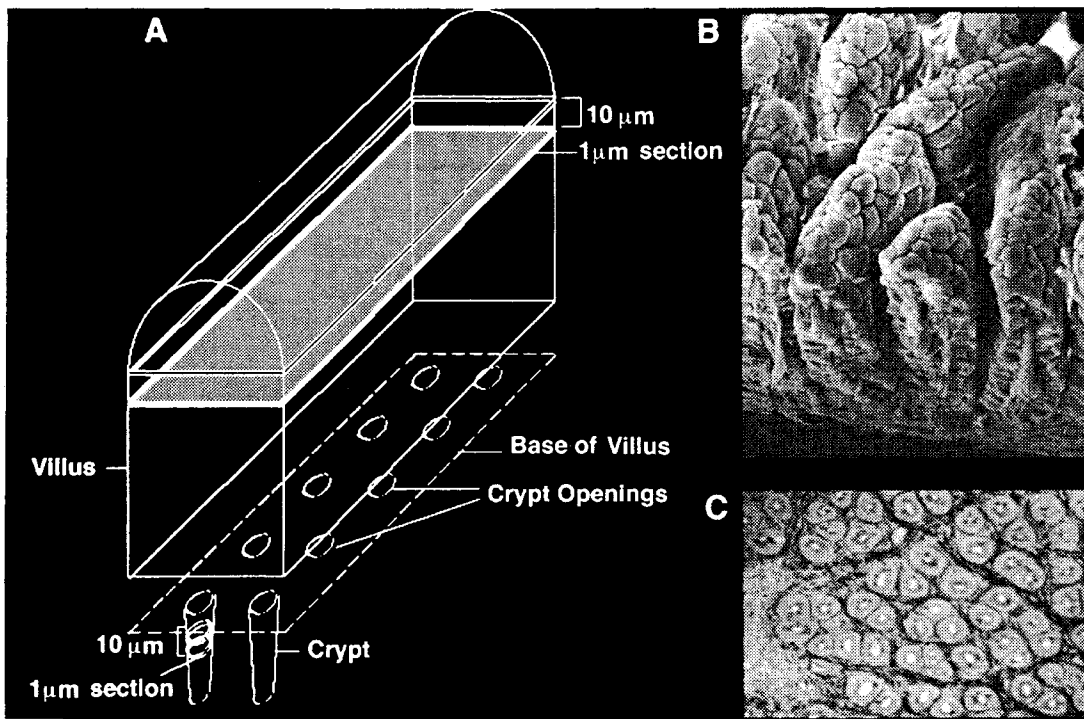 A
10 μm
1μm section
Villus
Base of Villus
Crypt Openings
10 μm
Crypt
1μm section
B
C